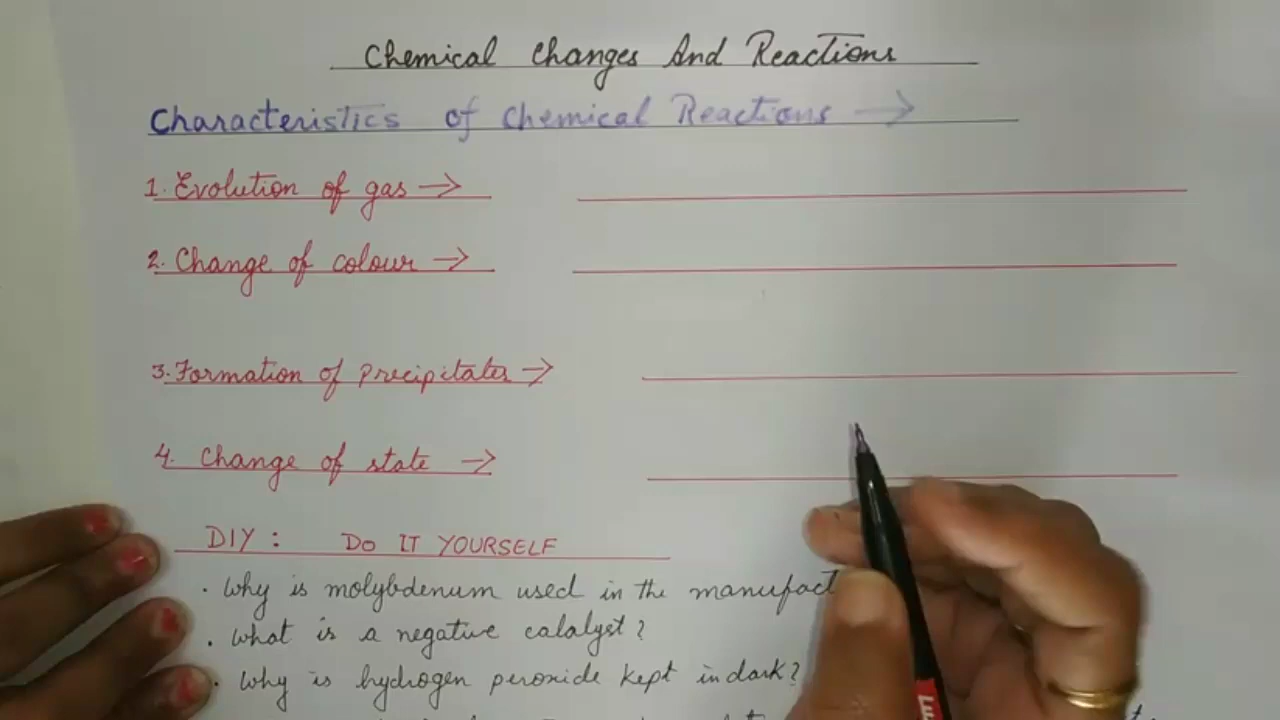 Chemical Changes And Reactions
Characteristics of Chemical Reactions →
1. Evolution of gas →
2. Change of colour →
3. Formation of Precipitates →
4. Change of state →
DIY : DO IT YOURSELF
. Why is molybdenum used in the manufact
. What is a negative calalyst?
. Why is hydrogen peroxide kept in dark?